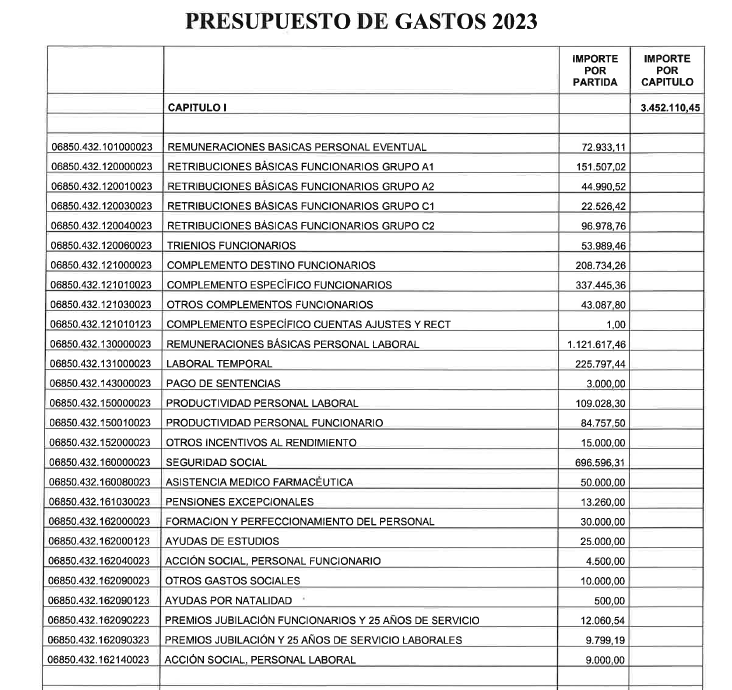 PRESUPUESTO DE GASTOS 2023
IMPORTE POR PARTIDA IMPORTE POR CAPITULO
CAPITULO I 3.452.110,45
06850.432.101000023 REMUNERACIONES BASICAS PERSONAL EVENTUAL 72.933,11
06850.432.120000023 RETRIBUCIONES BÁSICAS FUNCIONARIOS GRUPO A1 151.507,02
06850.432.120010023 RETRIBUCIONES BÁSICAS FUNCIONARIOS GRUPO A2 44.990,52
06850.432.120030023 RETRIBUCIONES BÁSICAS FUNCIONARIOS GRUPO C1 22.526,42
06850.432.120040023 RETRIBUCIONES BÁSICAS FUNCIONARIOS GRUPO C2 96.978,76
06850.432.120060023 TRIENIOS FUNCIONARIOS 53.989,46
06850.432.121000023 COMPLEMENTO DESTINO FUNCIONARIOS 208.734,26
06850.432.121010023 COMPLEMENTO ESPECÍFICO FUNCIONARIOS 337.445,36
06850.432.121030023 OTROS COMPLEMENTOS FUNCIONARIOS 43.087,80
06850.432.121010123 COMPLEMENTO ESPECÍFICO CUENTAS AJUSTES Y RECT 1,00
06850.432.130000023 REMUNERACIONES BÁSICAS PERSONAL LABORAL 1.121.617,46
06850.432.131000023 LABORAL TEMPORAL 225.797,44
06850.432.143000023 PAGO DE SENTENCIAS 3.000,00
06850.432.150000023 PRODUCTIVIDAD PERSONAL LABORAL 109.028,30
06850.432.150010023 PRODUCTIVIDAD PERSONAL FUNCIONARIO 84.757,50
06850.432.152000023 OTROS INCENTIVOS AL RENDIMIENTO 15.000,00
06850.432.160000023 SEGURIDAD SOCIAL 696.596,31
06850.432.160080023 ASISTENCIA MEDICO FARMACÉUTICA 50.000,00
06850.432.161030023 PENSIONES EXCEPCIONALES 13.260,00
06850.432.162000023 FORMACION Y PERFECCIONAMIENTO DEL PERSONAL 30.000,00
06850.432.162000123 AYUDAS DE ESTUDIOS 25.000,00
06850.432.162040023 ACCIÓN SOCIAL, PERSONAL FUNCIONARIO 4.500,00
06850.432.162090023 OTROS GASTOS SOCIALES 10.000,00
06850.432.162090123 AYUDAS POR NATALIDAD 500,00
06850.432.162090223 PREMIOS JUBILACIÓN FUNCIONARIOS Y 25 AÑOS DE SERVICIO 12.060,54
06850.432.162090323 PREMIOS JUBILACIÓN Y 25 AÑOS DE SERVICIO LABORALES 9.799,19
06850.432.162140023 ACCIÓN SOCIAL, PERSONAL LABORAL 9.000,00